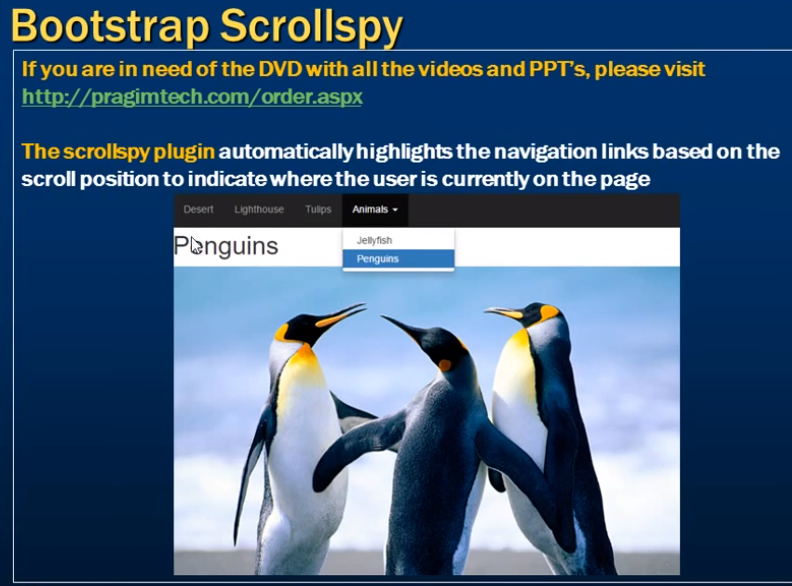 Bootstrap Scrollspy
If you are in need of the DVD with all the videos and PPT's, please visit
http://pragimtech.com/order.aspx
The scrollspy plugin automatically highlights the navigation links based on the
scroll position to indicate where the user is currently on the page
Desert Lighthouse Tulips Animals
Penguins
Jellyfish
Penguins